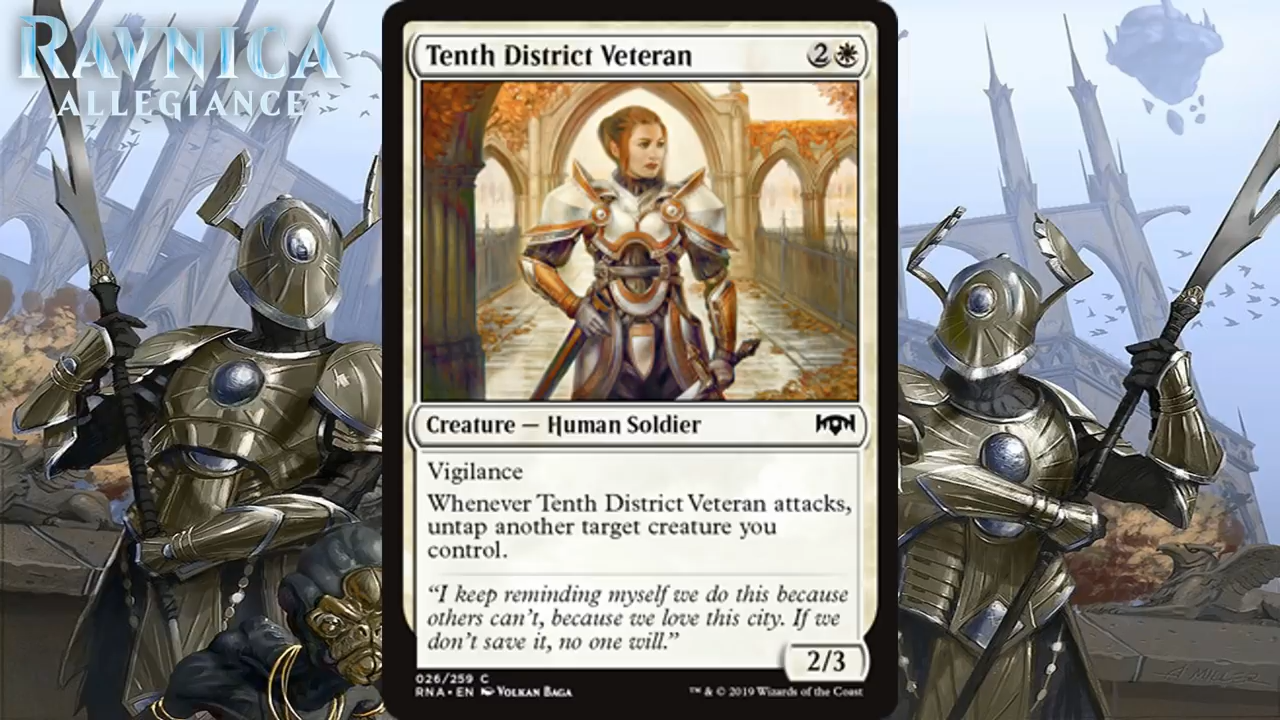 RAVNICA
ALLEGIANCE
Tenth District Veteran 2
Creature — Human Soldier
Vigilance
Whenever Tenth District Veteran attacks,
untap another target creature you
control.
“I keep reminding myself we do this because
others can't, because we love this city. If we
don't save it, no one will.”
2/3
026/259 C
RNA • EN Volkan Baga
™ & © 2019 Wizards of the Coast
A MILLER